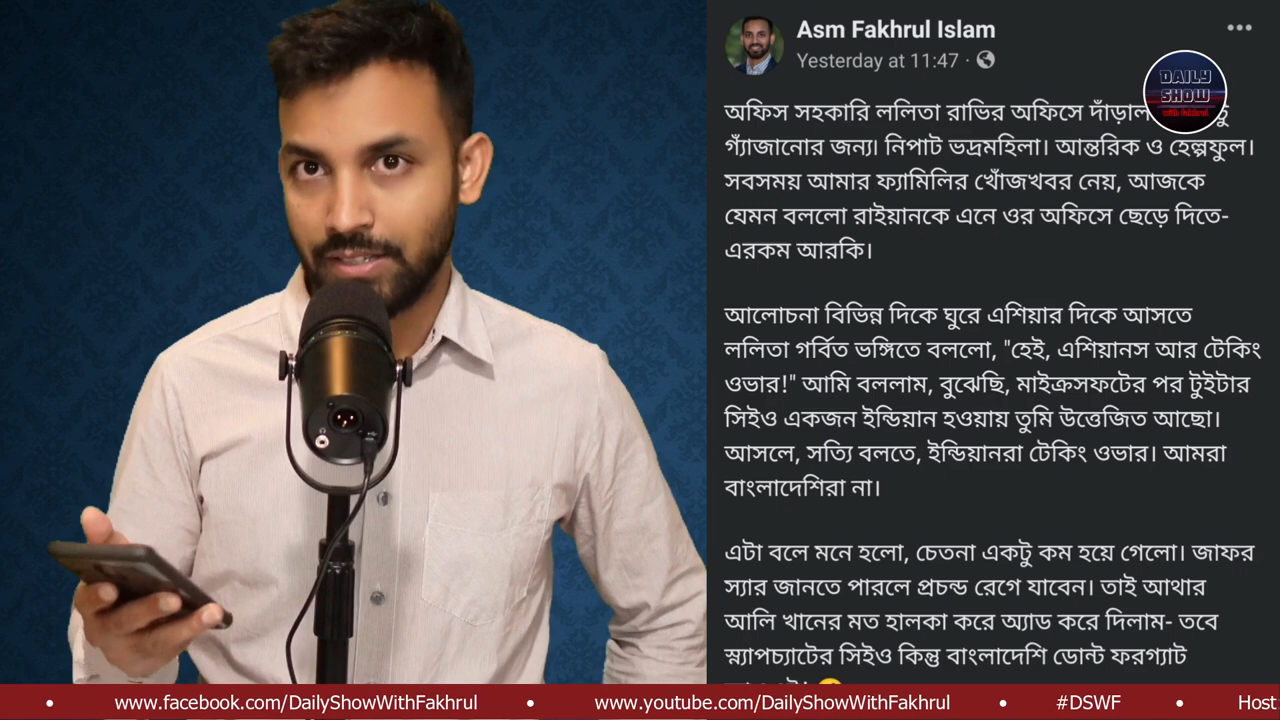 Asm Fakhrul Islam
Yesterday at 11:47
DAILY
SHOW
with fakhrul
অফিস সহকারি ললিতা রাভির অফিসে দাঁড়াল
গ্যাঁজানোর জন্য। নিপাট ভদ্রমহিলা। আন্তরিক ও হেল্পফুল।
সবসময় আমার ফ্যামিলির খোঁজখবর নেয়, আজকে
যেমন বললো রাইয়ানকে এনে ওর অফিসে ছেড়ে দিতে-
এরকম আরকি।
আলোচনা বিভিন্ন দিকে ঘুরে এশিয়ার দিকে আসতে
ললিতা গর্বিত ভঙ্গিতে বললো, "হেই, এশিয়ানস আর টেকিং
ওভার!" আমি বললাম, বুঝেছি, মাইক্রসফটের পর টুইটার
সিইও একজন ইন্ডিয়ান হওয়ায় তুমি উত্তেজিত আছো।
আসলে, সত্যি বলতে, ইন্ডিয়ানরা টেকিং ওভার। আমরা
বাংলাদেশিরা না।
এটা বলে মনে হলো, চেতনা একটু কম হয়ে গেলো। জাফর
স্যার জানতে পারলে প্রচন্ড রেগে যাবেন। তাই আথার
আলি খানের মত হালকা করে অ্যাড করে দিলাম- তবে
স্ন্যাপচ্যাটের সিইও কিন্তু বাংলাদেশি ডোন্ট ফরগ্যাট
• www.facebook.com/DailyShowWithFakhrul • www.youtube.com/DailyShowWithFakhrul • #DSWF • Host